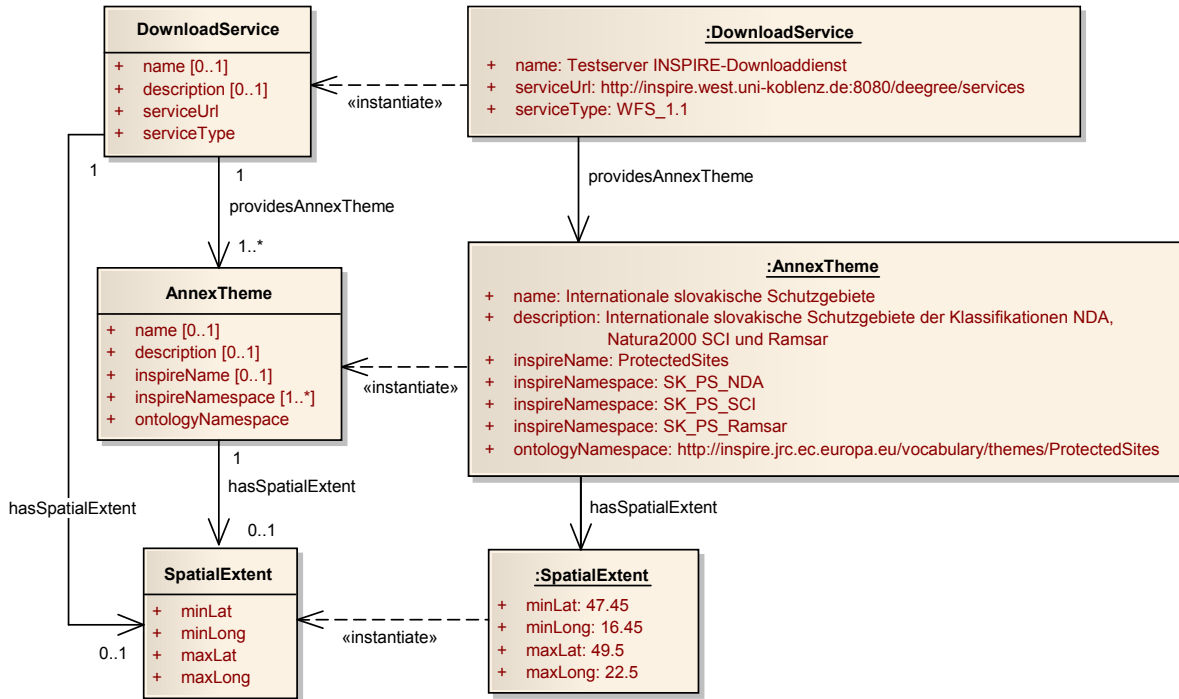 DownloadService
+ name [0..1]
+ description [0..1]
+ serviceUrl
+ serviceType
:DownloadService
+ name: Testserver INSPIRE-Downloaddienst
+ serviceUrl: http://inspire.west.uni-koblenz.de:8080/deegree/services
+ serviceType: WFS_1.1
«instantiate»
1
1
providesAnnexTheme
1..*
providesAnnexTheme
AnnexTheme
+ name [0..1]
+ description [0..1]
+ inspireName [0..1]
+ inspireNamespace [1..*]
+ ontologyNamespace
:AnnexTheme
+ name: Internationale slovakische Schutzgebiete
+ description: Internationale slovakische Schutzgebiete der Klassifikationen NDA,
Natura2000 SCI und Ramsar
+ inspireName: ProtectedSites
+ inspireNamespace: SK_PS_NDA
+ inspireNamespace: SK_PS_SCI
+ inspireNamespace: SK_PS_Ramsar
+ ontologyNamespace: http://inspire.jrc.ec.europa.eu/vocabulary/themes/ProtectedSites
«instantiate»
1
hasSpatialExtent
hasSpatialExtent
0..1
hasSpatialExtent
SpatialExtent
+ minLat
+ minLong
+ maxLat
+ maxLong
0..1
:SpatialExtent
+ minLat: 47.45
+ minLong: 16.45
+ maxLat: 49.5
+ maxLong: 22.5
«instantiate»